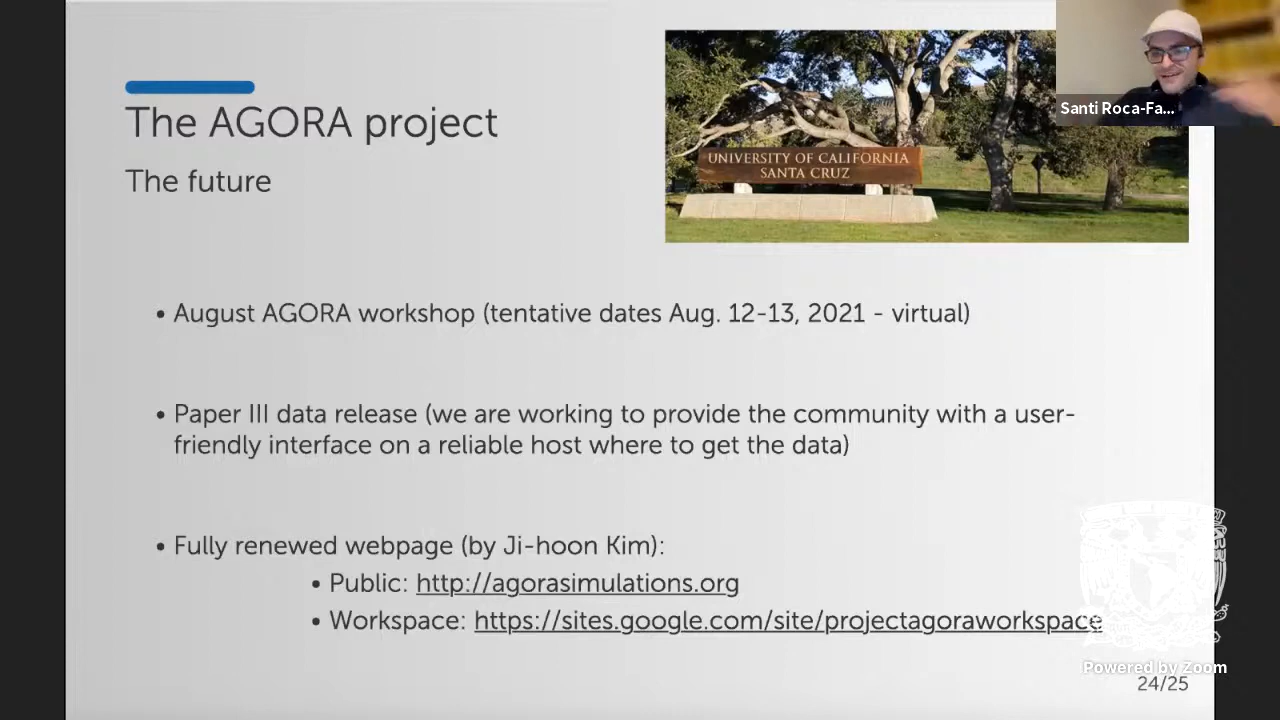 The AGORA project
The future
UNIVERSITY OF CALIFORNIA
SANTA CRUZ
Santi Roca-Fa...
• August AGORA workshop (tentative dates Aug. 12-13, 2021 - virtual)
• Paper III data release (we are working to provide the community with a user-
friendly interface on a reliable host where to get the data)
• Fully renewed webpage (by Ji-hoon Kim):
• Public: http://agorasimulations.org
• Workspace: https://sites.google.com/site/projectagoraworkspace
Powered by Zoom
24/25